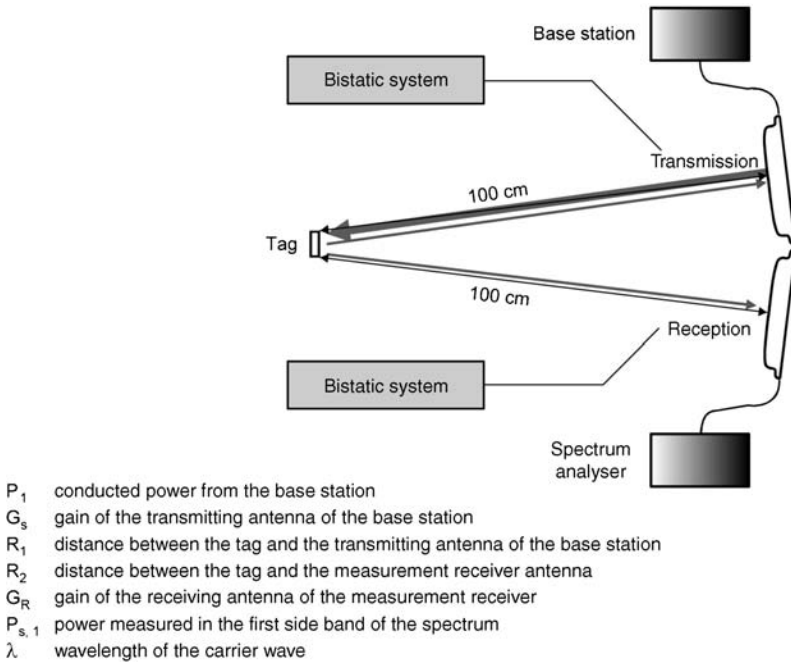 Base station
Bistatic system
Transmission
100 cm
Tag
100 cm
Reception
Bistatic system
Spectrum
analyser
P1 conducted power from the base station
Gs gain of the transmitting antenna of the base station
R1 distance between the tag and the transmitting antenna of the base station
R2 distance between the tag and the measurement receiver antenna
GR gain of the receiving antenna of the measurement receiver
Ps, 1 power measured in the first side band of the spectrum
λ wavelength of the carrier wave